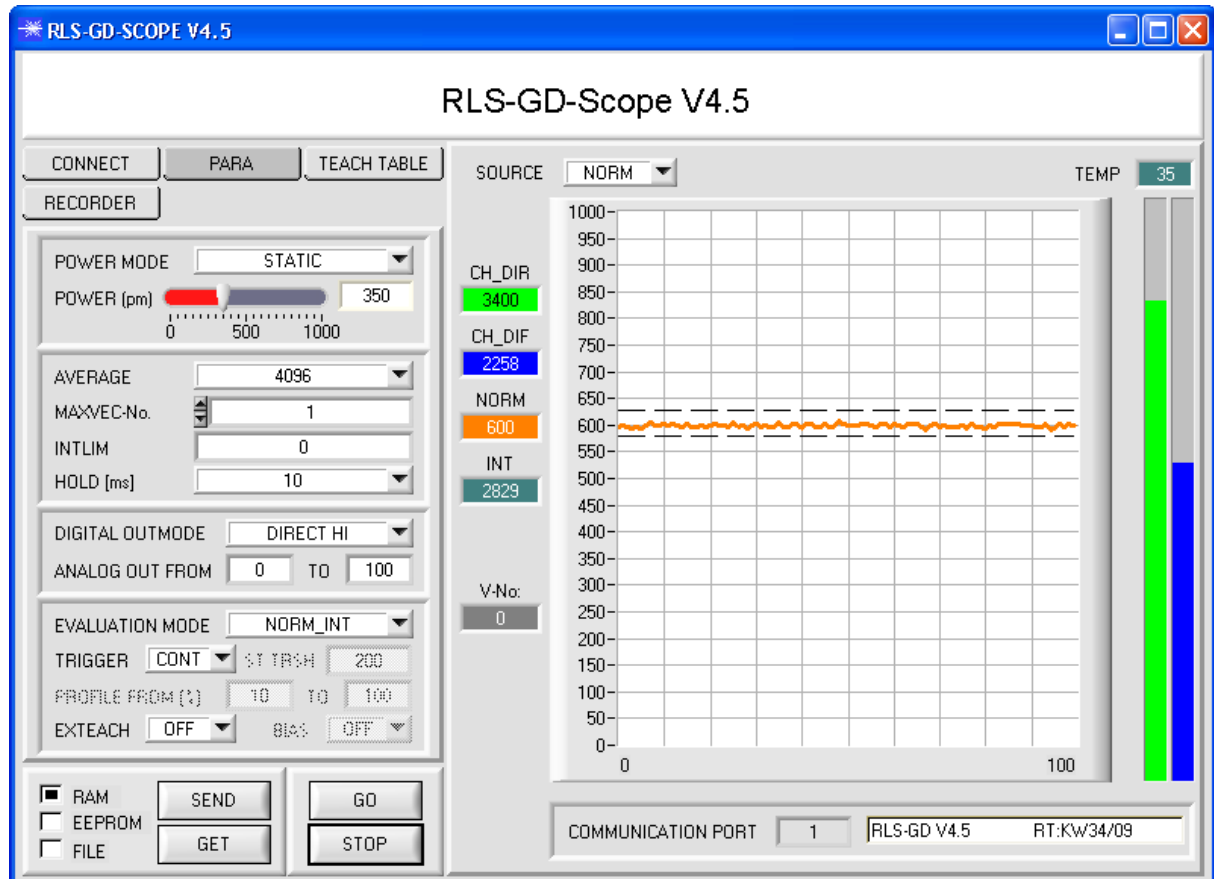 RLS-GD-SCOPE V4.5
RLS-GD-Scope V4.5
CONNECT PARA TEACH TABLE
RECORDER
POWER MODE STATIC
POWER (pm) 350
0 500 1000
AVERAGE 4096
MAXVEC-No. 1
INTLIM 0
HOLD [ms] 10
DIGITAL OUTMODE DIRECT HI
ANALOG OUT FROM 0 TO 100
EVALUATION MODE NORM_INT
TRIGGER CONT ST TRSH 200
PROFILE FROM (%) 10 TO 100
EXTEACH OFF BIAS OFF
RAM
EEPROM
FILE
SEND
GET
GO
STOP
SOURCE NORM
TEMP 35
CH_DIR
3400
CH_DIF
2258
NORM
600
INT
2829
V-No:
0
1000
950
900
850
800
750
700
650
600
550
500
450
400
350
300
250
200
150
100
50
0
0 100
COMMUNICATION PORT 1 RLS-GD V4.5 RT:KW34/09